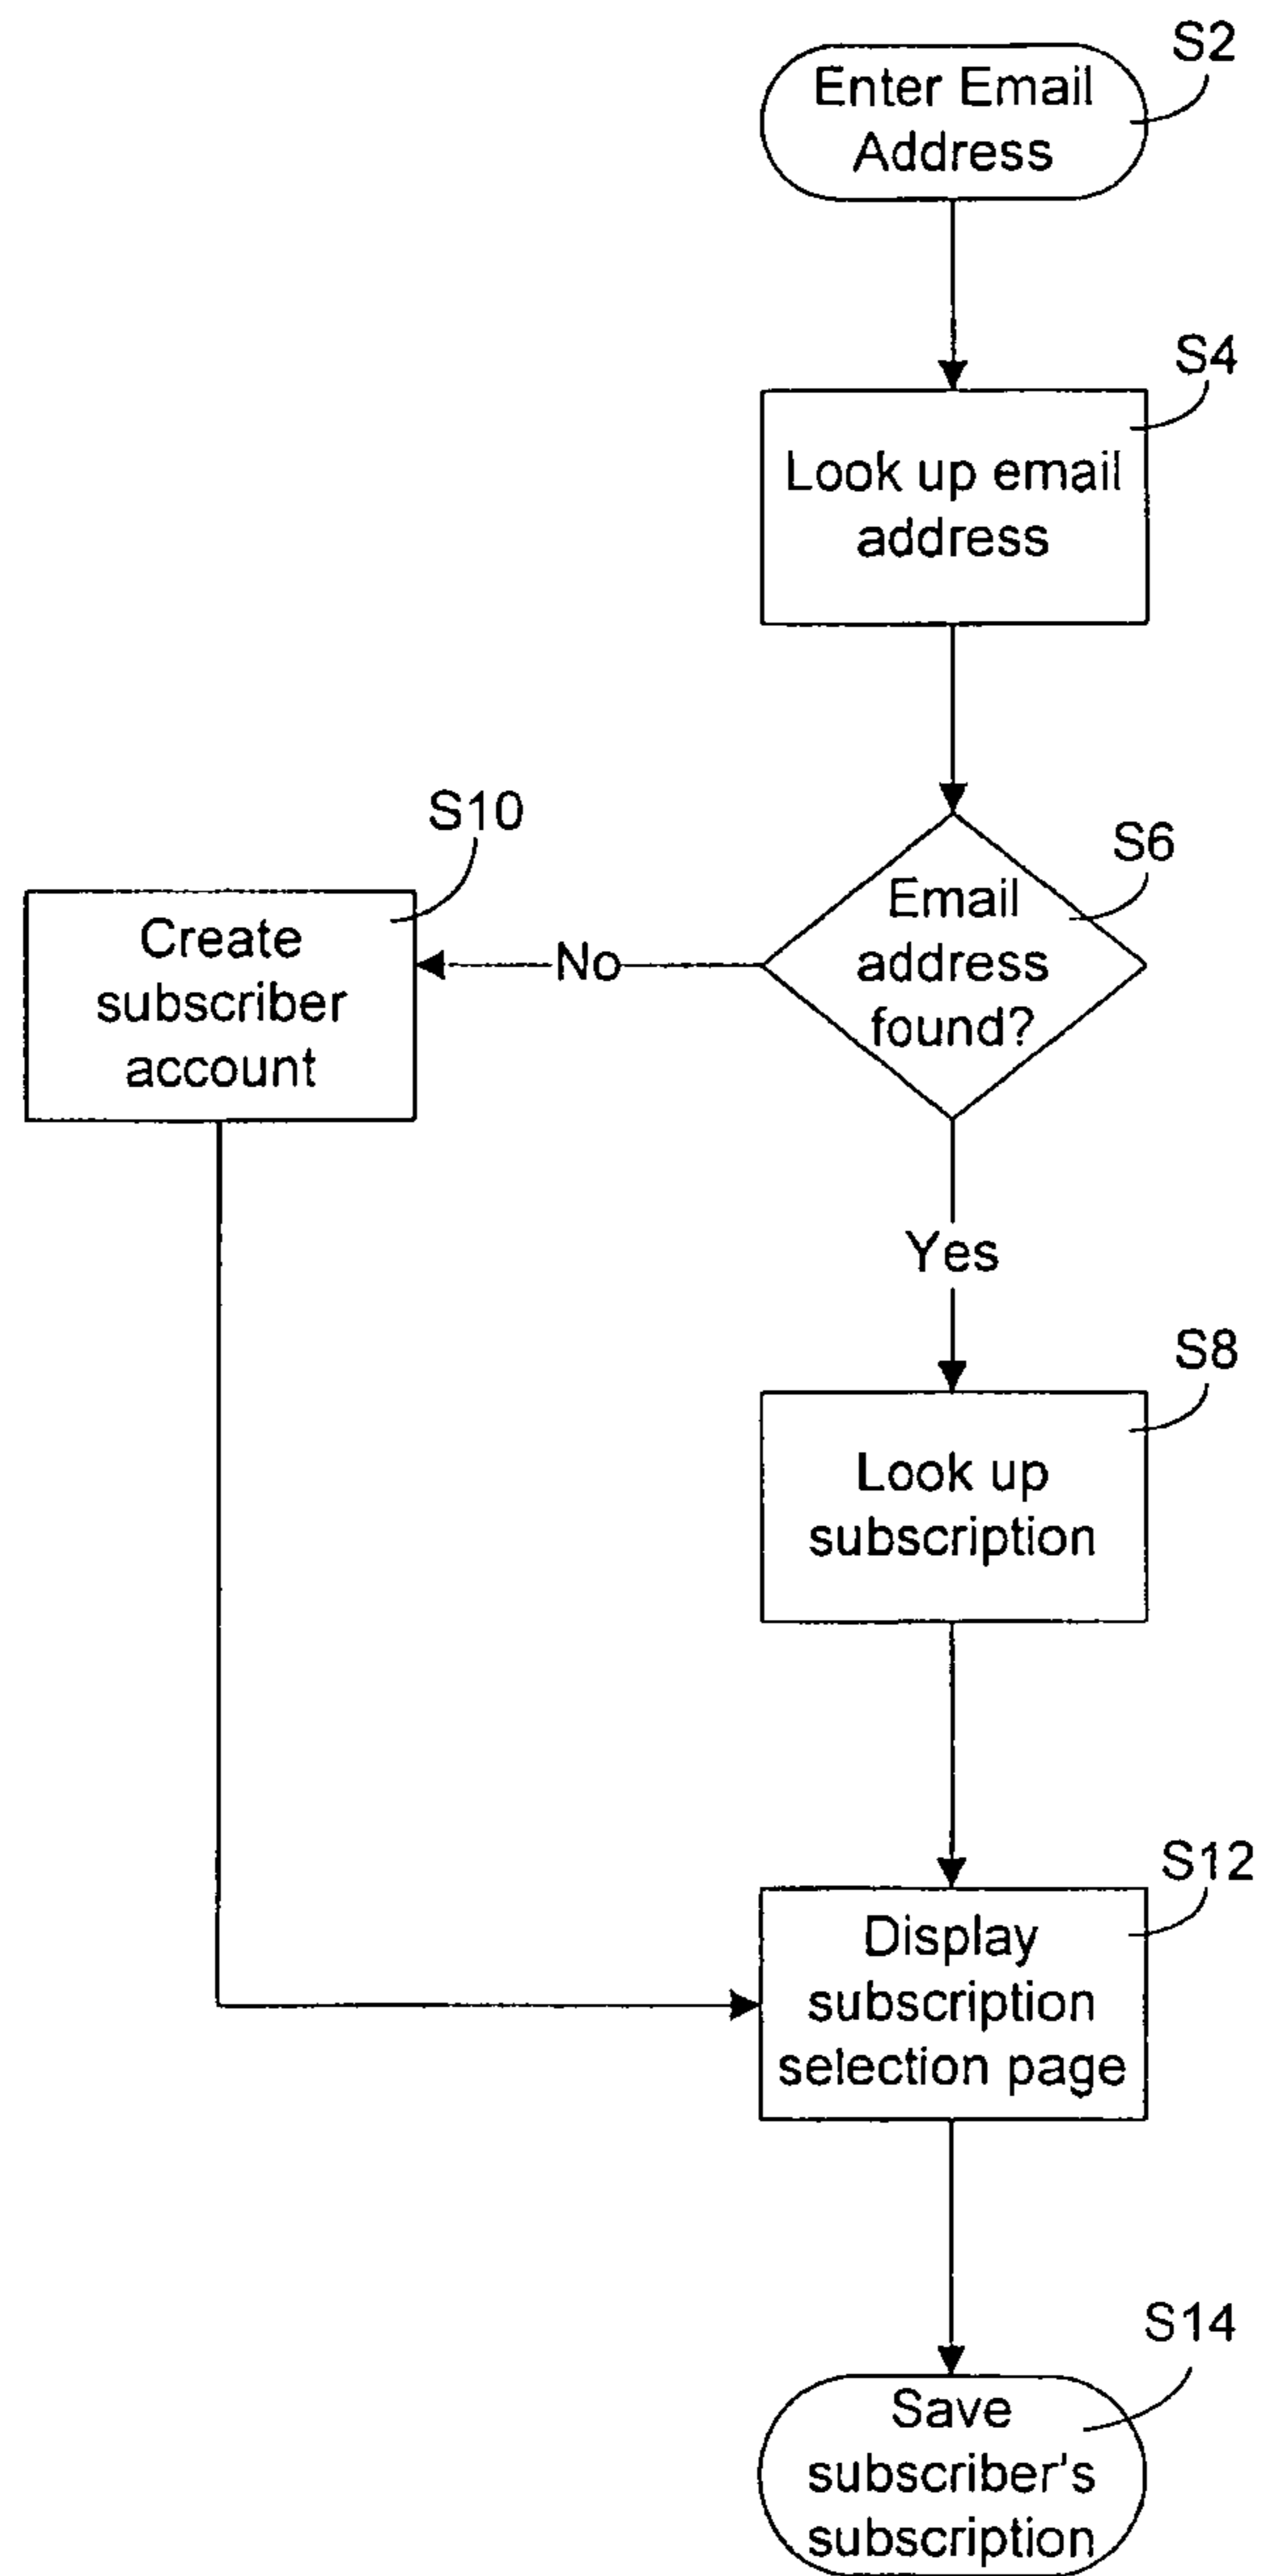 S2
Enter Email
Address
S4
Look up email
address
S10
S6
Create
subscriber
account
No
Email
address
found?
Yes
S8
Look up
subscription
S12
Display
subscription
selection page
S14
Save
subscriber's
subscription